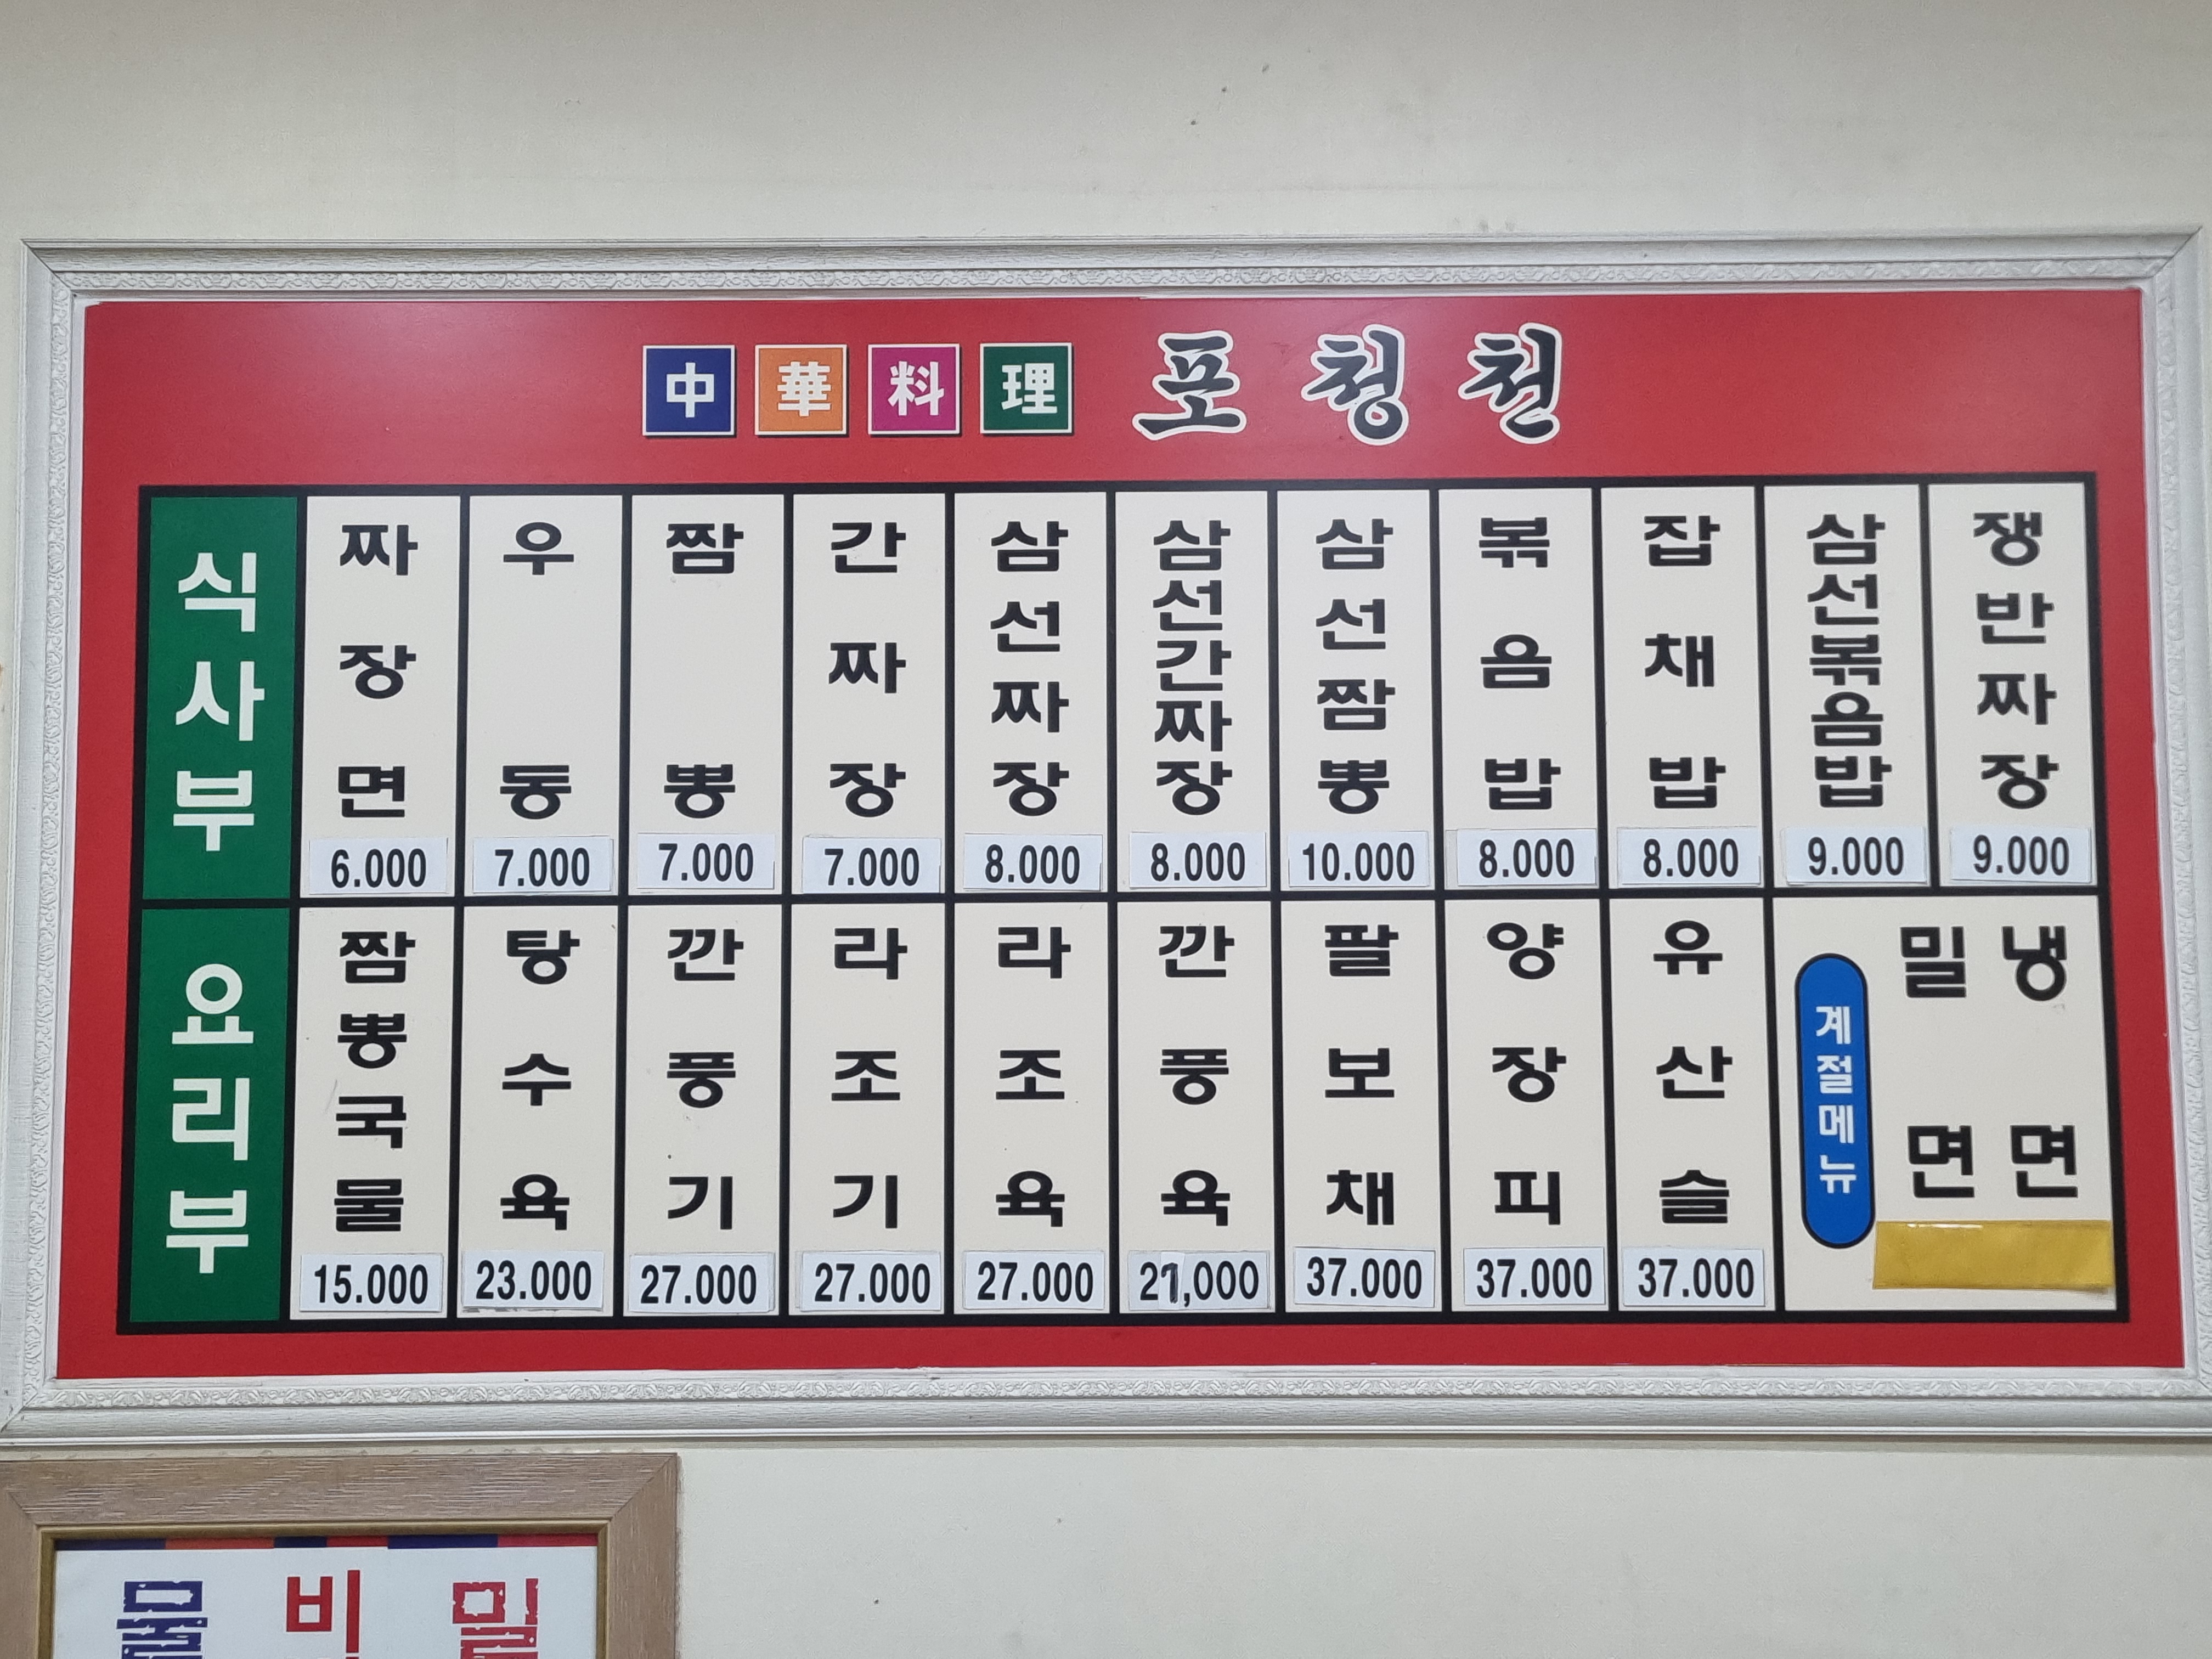 中華料理 포청천
식사부
짜장면 6.000
우동 7.000
짬뽕 7.000
간짜장 7.000
삼선짜장 8.000
삼선간짜장 8.000
삼선짬뽕 10.000
볶음밥 8.000
잡채밥 8.000
삼선볶음밥 9.000
쟁반짜장 9.000
요리부
짬뽕국물 15.000
탕수육 23.000
깐풍기 27.000
라조기 27.000
라조육 27.000
깐풍육
팔보채 37.000
양장피 37.000
유산슬 37.000
계절메뉴
밀면
냉면
물
비
밀